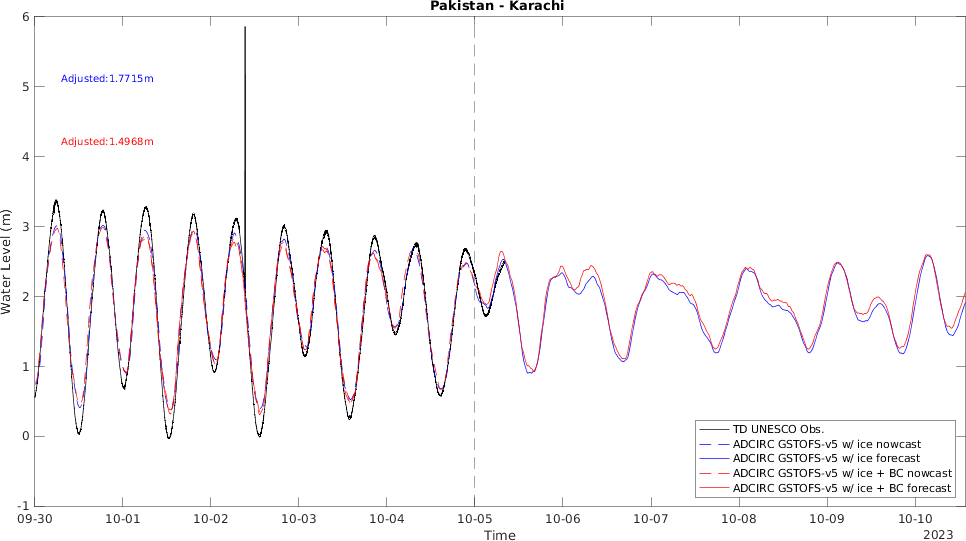 Pakistan - Karachi
6
5
4
3
2
1
0
-1
Water Level (m)
Adjusted:1.7715m
Adjusted:1.4968m
TD UNESCO Obs.
ADCIRC GSTOFS-v5 w/ ice nowcast
ADCIRC GSTOFS-v5 w/ ice forecast
ADCIRC GSTOFS-v5 w/ ice + BC nowcast
ADCIRC GSTOFS-v5 w/ ice + BC forecast
09-30 10-01 10-02 10-03 10-04 10-05 10-06 10-07 10-08 10-09 10-10
Time
2023